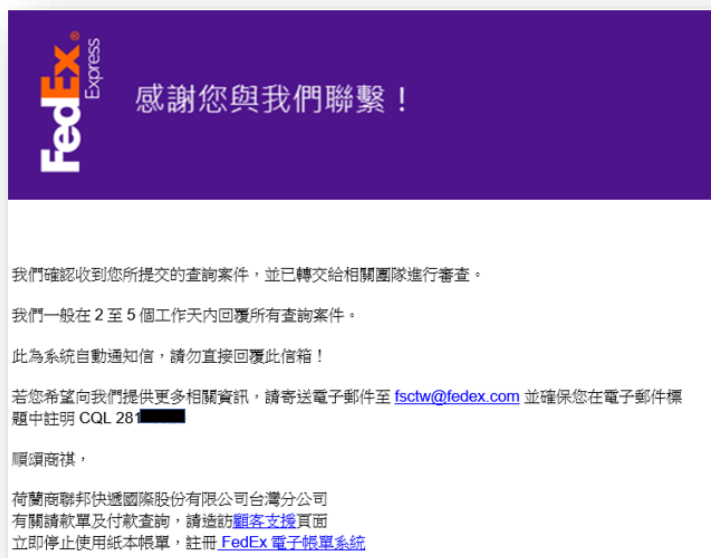 FedEx®
Express
感謝您與我們聯繫！
我們確認收到您所提交的查詢案件，並已轉交給相關團隊進行審查。
我們一般在 2 至 5 個工作天內回覆所有查詢案件。
此為系統自動通知信，請勿直接回覆此信箱！
若您希望向我們提供更多相關資訊，請寄送電子郵件至 fsctw@fedex.com 並確保您在電子郵件標
題中註明 CQL 281
順頌商祺，
荷蘭商聯邦快遞國際股份有限公司台灣分公司
有關請款單及付款查詢，請造訪顧客支援頁面
立即停止使用紙本帳單，註冊 FedEx 電子帳單系統